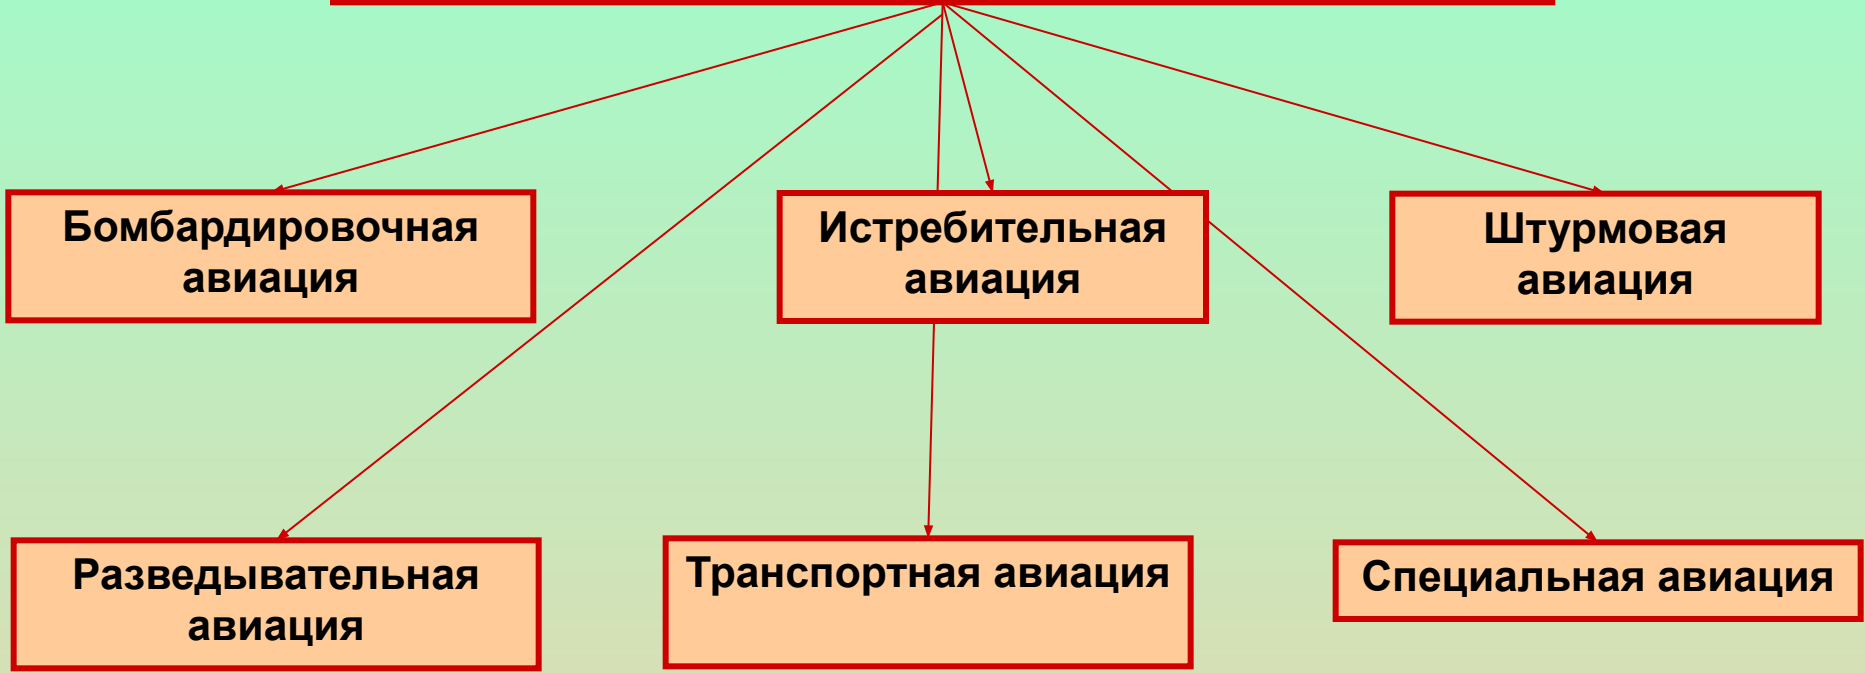 Бомбардировочная
авиация
Истребительная
авиация
Штурмовая
авиация
Разведывательная
авиация
Транспортная авиация
Специальная авиация